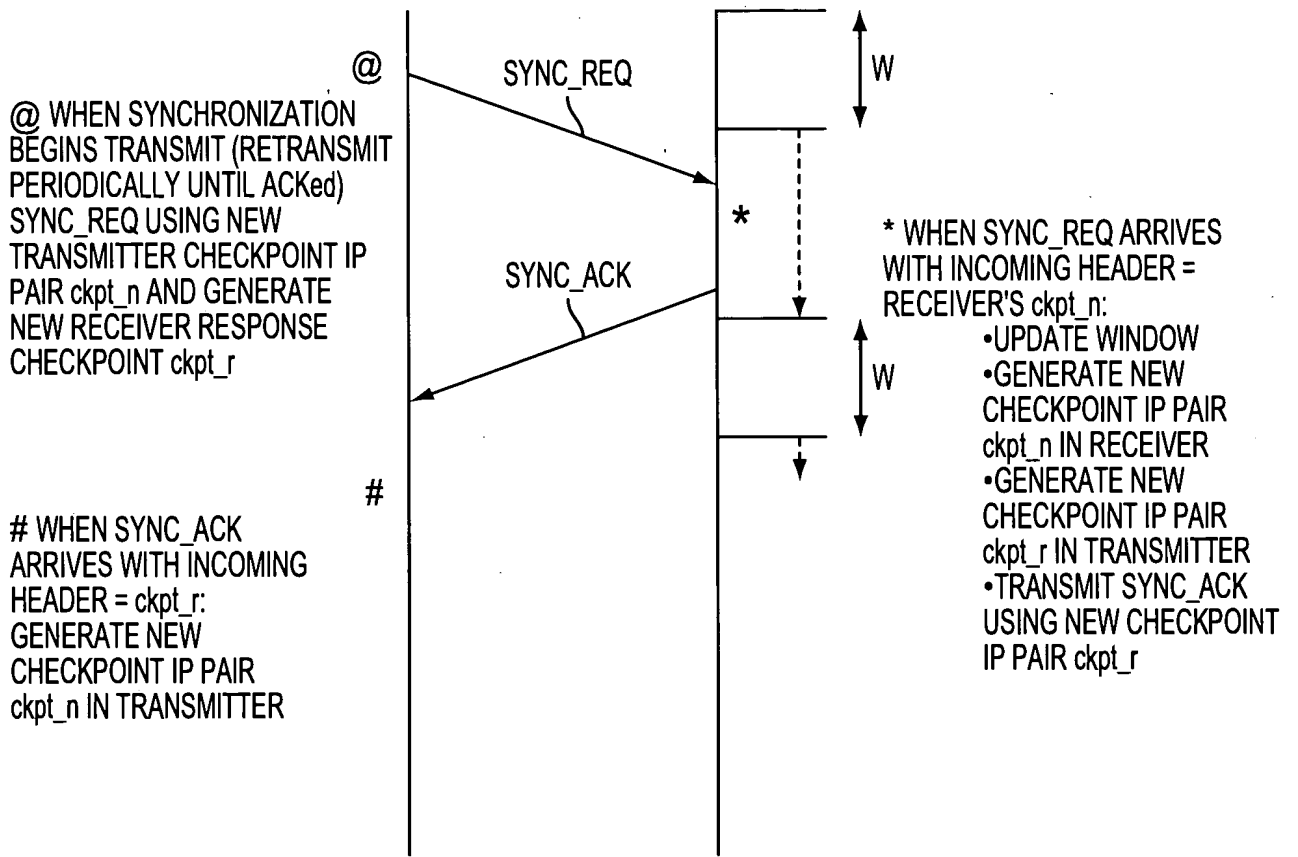 @
@ WHEN SYNCHRONIZATION
BEGINS TRANSMIT (RETRANSMIT
PERIODICALLY UNTIL ACKed)
SYNC_REQ USING NEW
TRANSMITTER CHECKPOINT IP
PAIR ckpt_n AND GENERATE
NEW RECEIVER RESPONSE
CHECKPOINT ckpt_r
#
# WHEN SYNC_ACK
ARRIVES WITH INCOMING
HEADER = ckpt_r:
GENERATE NEW
CHECKPOINT IP PAIR
ckpt_n IN TRANSMITTER
SYNC_REQ
SYNC_ACK
*
W
W
* WHEN SYNC_REQ ARRIVES
WITH INCOMING HEADER =
RECEIVER'S ckpt_n:
•UPDATE WINDOW
•GENERATE NEW
CHECKPOINT IP PAIR
ckpt_n IN RECEIVER
•GENERATE NEW
CHECKPOINT IP PAIR
ckpt_r IN TRANSMITTER
•TRANSMIT SYNC_ACK
USING NEW CHECKPOINT
IP PAIR ckpt_r